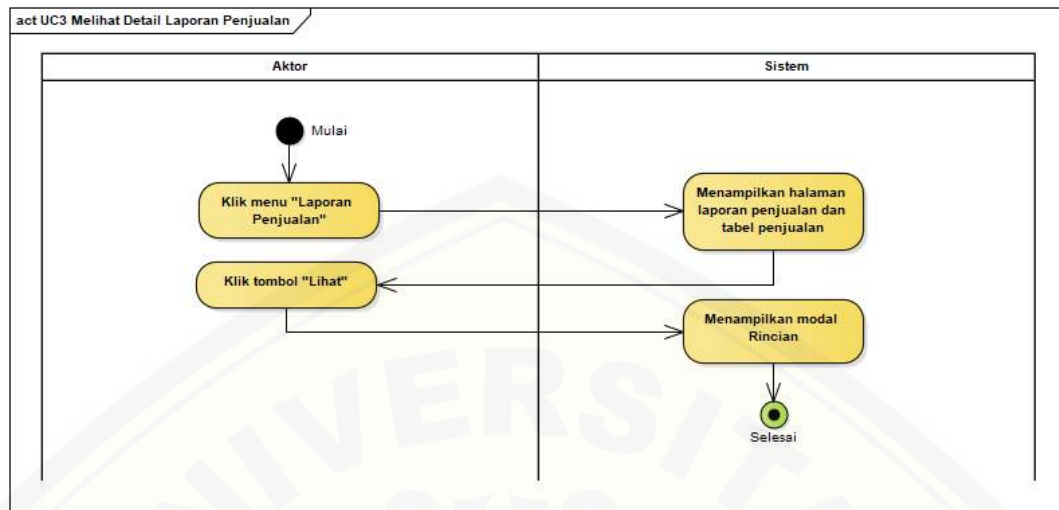 act UC3 Melihat Detail Laporan Penjualan
Aktor
Sistem
Mulai
Klik menu "Laporan
Penjualan"
Menampilkan halaman
laporan penjualan dan
tabel penjualan
Klik tombol "Lihat"
Menampilkan modal
Rincian
Selesai